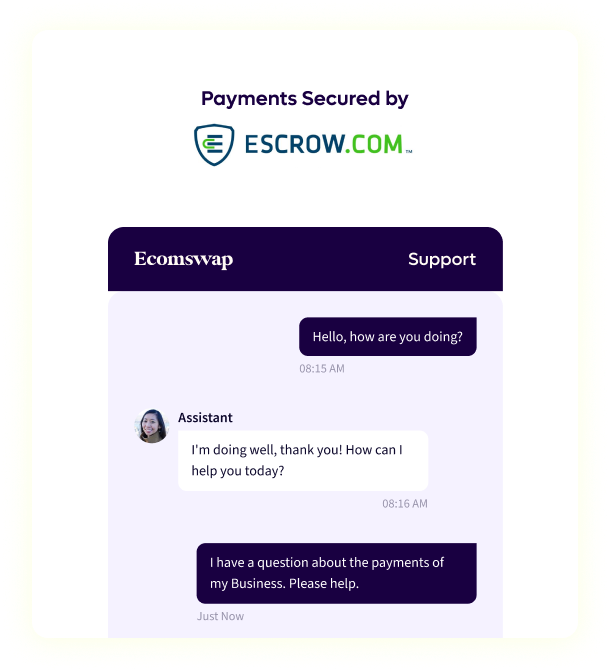 Payments Secured by
ESCROW.COM™
Ecomswap
Support
Hello, how are you doing?
08:15 AM
Assistant
I'm doing well, thank you! How can I
help you today?
08:16 AM
I have a question about the payments of
my Business. Please help.
Just Now